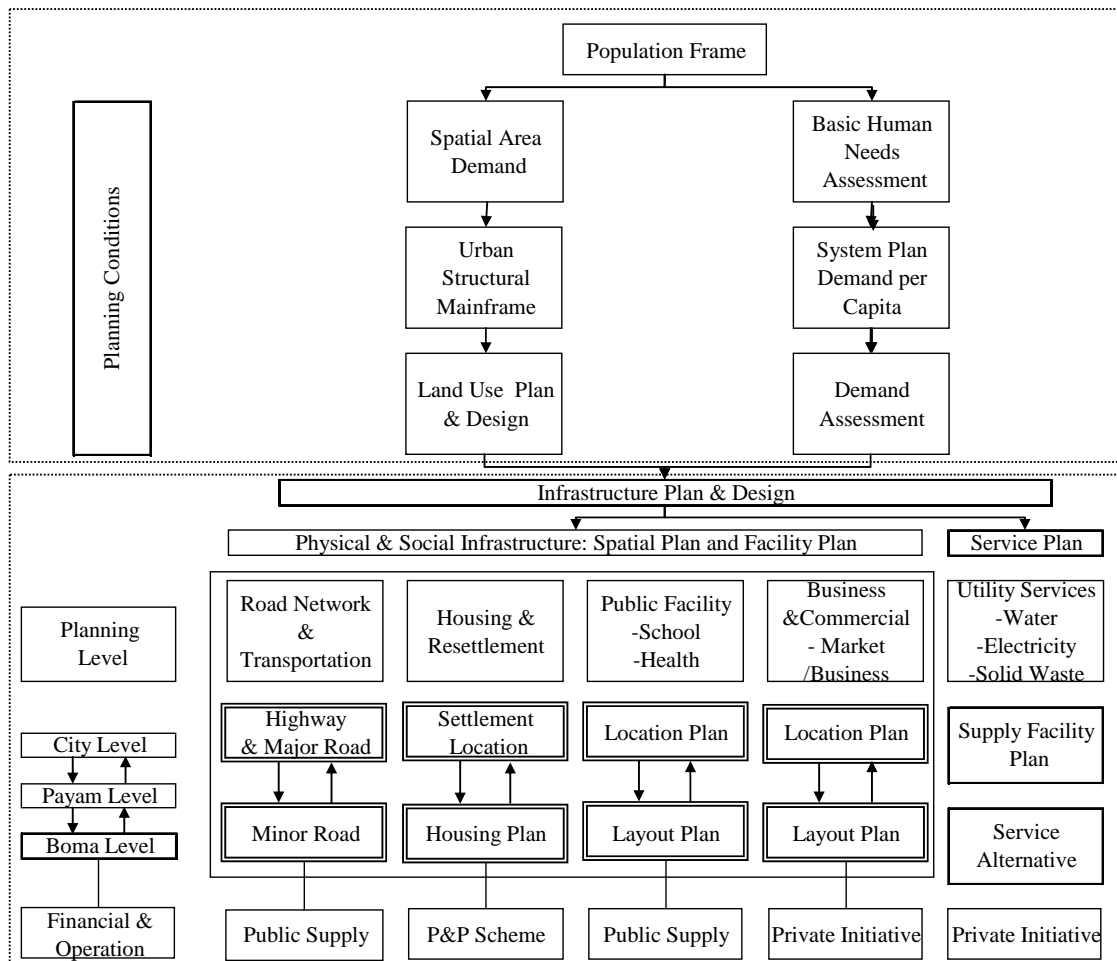 Population Frame
Planning Conditions
Spatial Area
Demand
Basic Human
Needs
Assessment
Urban
Structural
Mainframe
System Plan
Demand per
Capita
Land Use Plan
& Design
Demand
Assessment
Infrastructure Plan & Design
Physical & Social Infrastructure: Spatial Plan and Facility Plan
Service Plan
Planning
Level
Road Network
&
Transportation
Housing &
Resettlement
Public Facility
-School
-Health
Business
&Commercial
- Market
/Business
Utility Services
-Water
-Electricity
-Solid Waste
City Level
Payam Level
Boma Level
Highway
& Major Road
Settlement
Location
Location Plan
Location Plan
Supply Facility
Plan
Minor Road
Housing Plan
Layout Plan
Layout Plan
Service
Alternative
Financial &
Operation
Public Supply
P&P Scheme
Public Supply
Private Initiative
Private Initiative